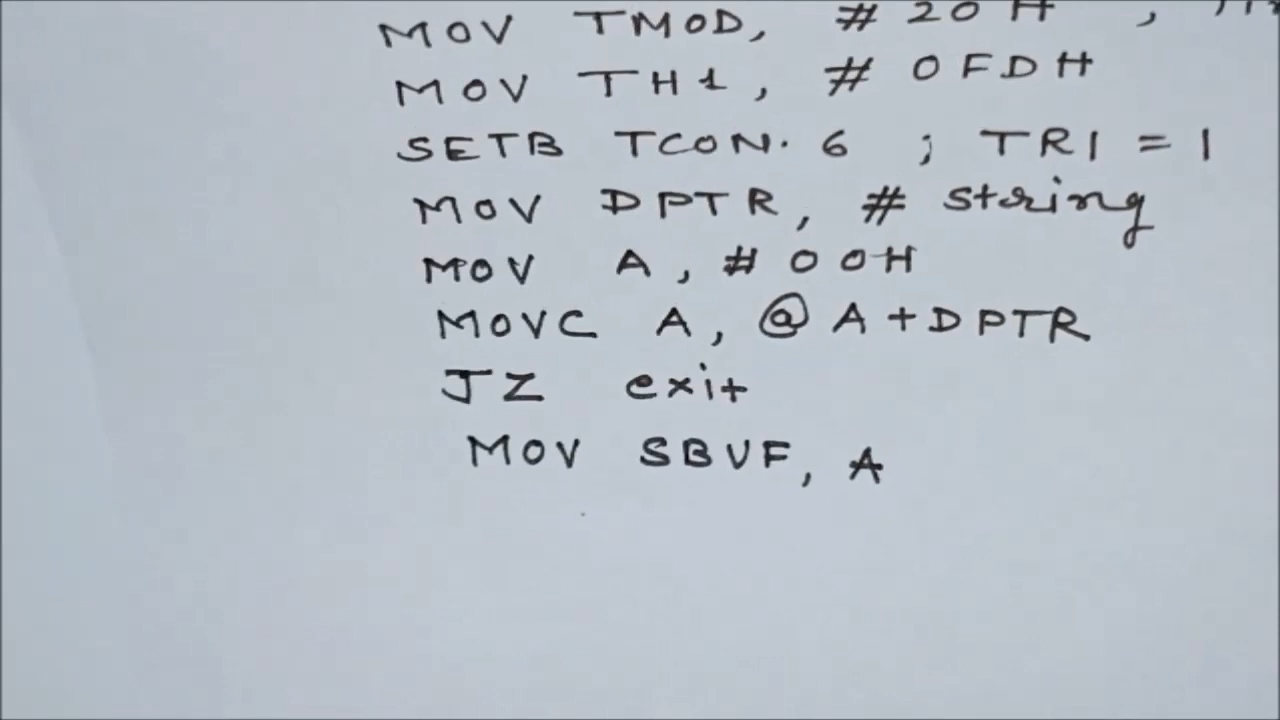 MOV TMOD, # 20H ;
MOV TH1, # 0FDH
SETB TCON.6 ; TR1 = 1
MOV DPTR, # string
MOV A, # 00H
MOVC A, @ A+DPTR
JZ exit
MOV SBUF, A